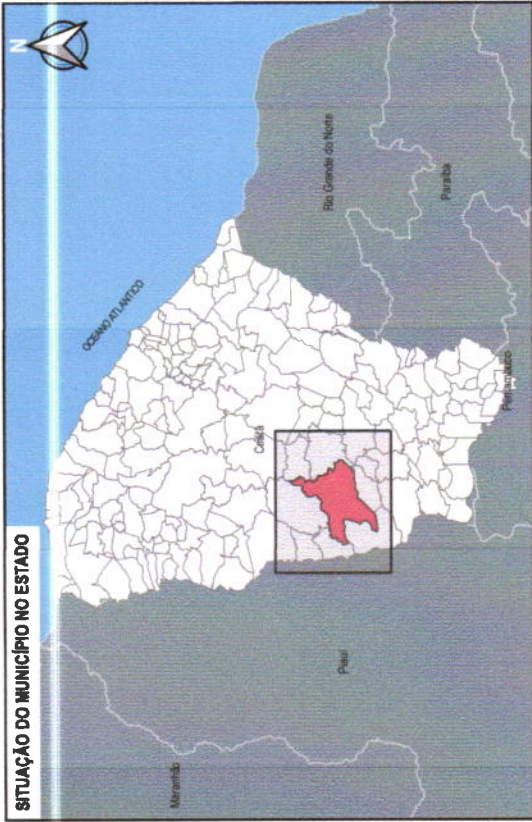 SITUAÇÃO DO MUNICÍPIO NO ESTADO
N
OCEANO ATLÂNTICO
Rio Grande do Norte
Paraíba
Ceará
Pernambuco
Piauí
Maranhão